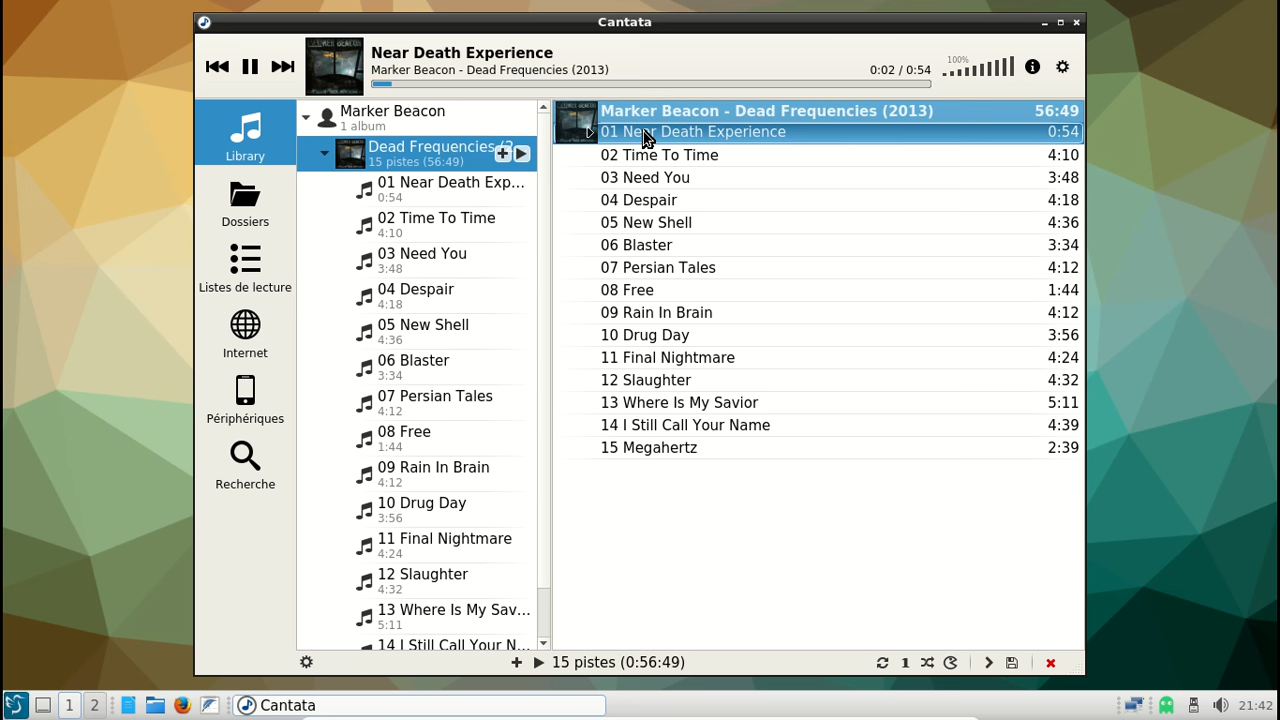 Cantata
Near Death Experience
Marker Beacon - Dead Frequencies (2013)
0:02 / 0:54
100%
Library
Dossiers
Listes de lecture
Internet
Périphériques
Recherche
Marker Beacon
1 album
Dead Frequencies (2
15 pistes (56:49)
01 Near Death Exp...
0:54
02 Time To Time
4:10
03 Need You
3:48
04 Despair
4:18
05 New Shell
4:36
06 Blaster
3:34
07 Persian Tales
4:12
08 Free
1:44
09 Rain In Brain
4:12
10 Drug Day
3:56
11 Final Nightmare
4:24
12 Slaughter
4:32
13 Where Is My Sav...
5:11
14 I Still Call Your N...
Marker Beacon - Dead Frequencies (2013) 56:49
01 Near Death Experience 0:54
02 Time To Time 4:10
03 Need You 3:48
04 Despair 4:18
05 New Shell 4:36
06 Blaster 3:34
07 Persian Tales 4:12
08 Free 1:44
09 Rain In Brain 4:12
10 Drug Day 3:56
11 Final Nightmare 4:24
12 Slaughter 4:32
13 Where Is My Savior 5:11
14 I Still Call Your Name 4:39
15 Megahertz 2:39
15 pistes (0:56:49)
1
1 2
Cantata
21:42